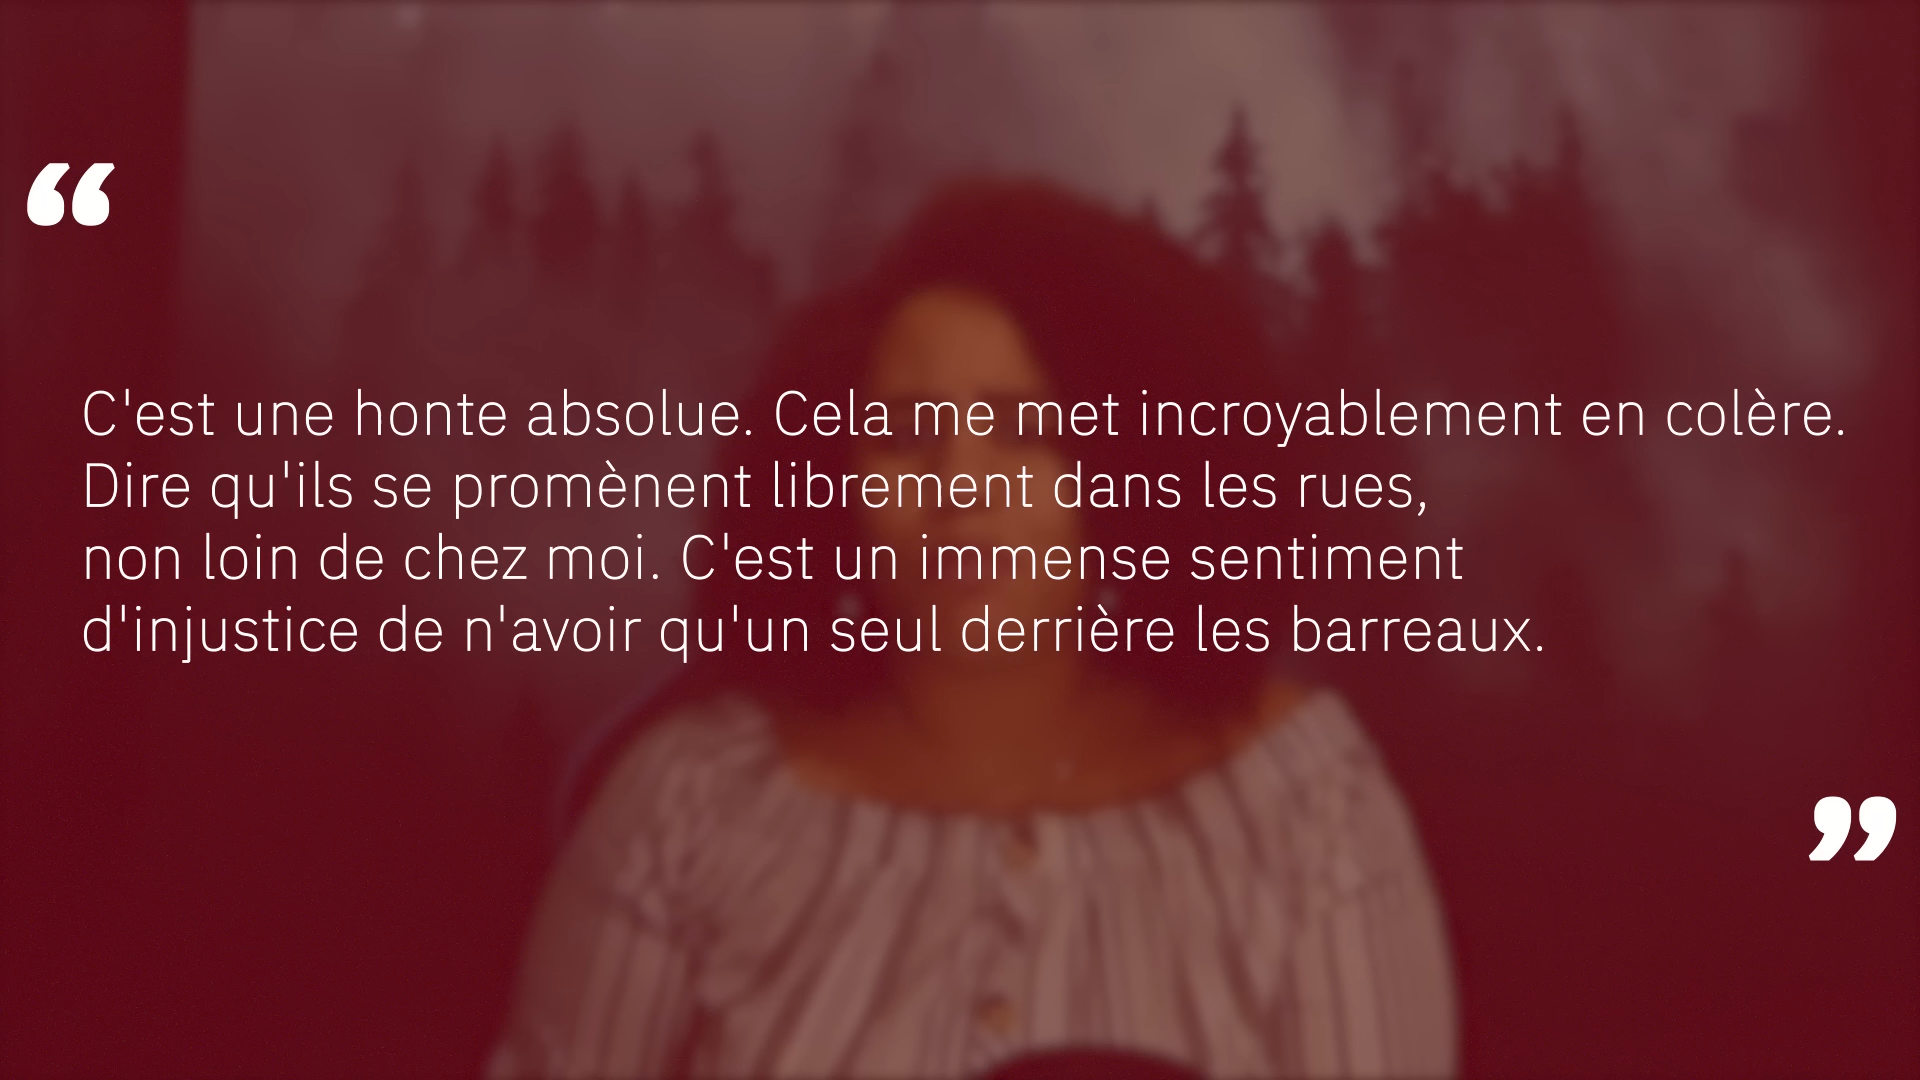 “
C'est une honte absolue. Cela me met incroyablement en colère.
Dire qu'ils se promènent librement dans les rues,
non loin de chez moi. C'est un immense sentiment
d'injustice de n'avoir qu'un seul derrière les barreaux.
”